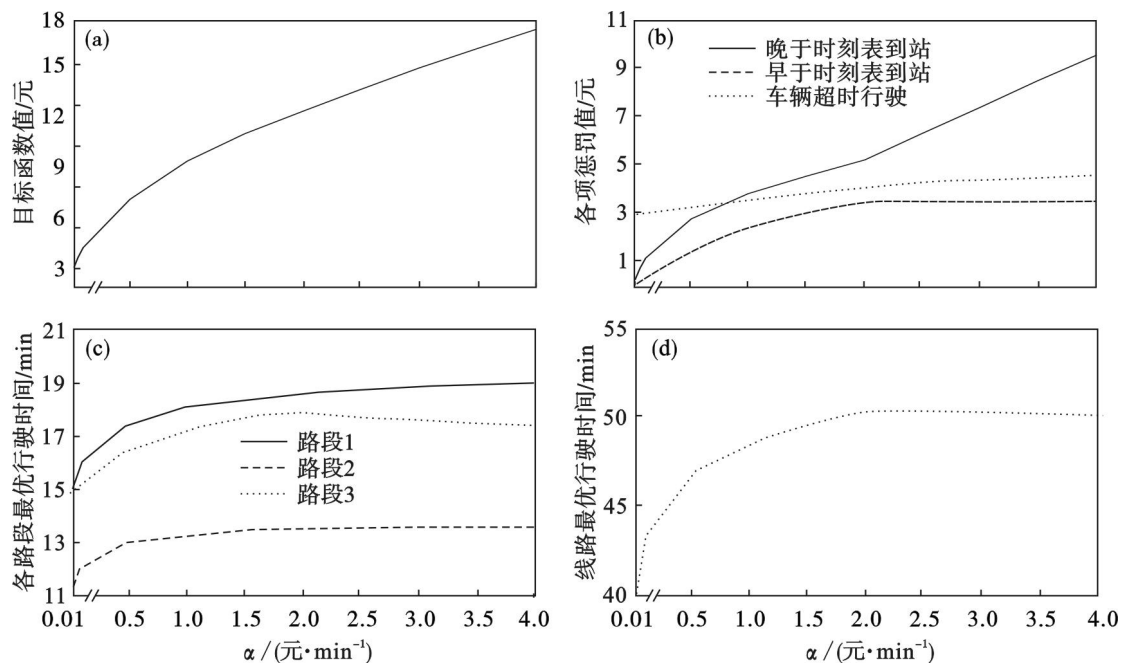 (a)
目标函数值/元
18
15
12
9
6
3
(b)
各项惩罚值/元
11
9
7
5
3
1
晚于时刻表到站
早于时刻表到站
车辆超时行驶
(c)
各路段最优行驶时间/min
21
19
17
15
13
11
路段1
路段2
路段3
0.01 0.5 1.0 1.5 2.0 2.5 3.0 3.5 4.0
α/(元·min⁻¹)
(d)
线路最优行驶时间/min
55
50
45
40
0.01 0.5 1.0 1.5 2.0 2.5 3.0 3.5 4.0
α/(元·min⁻¹)